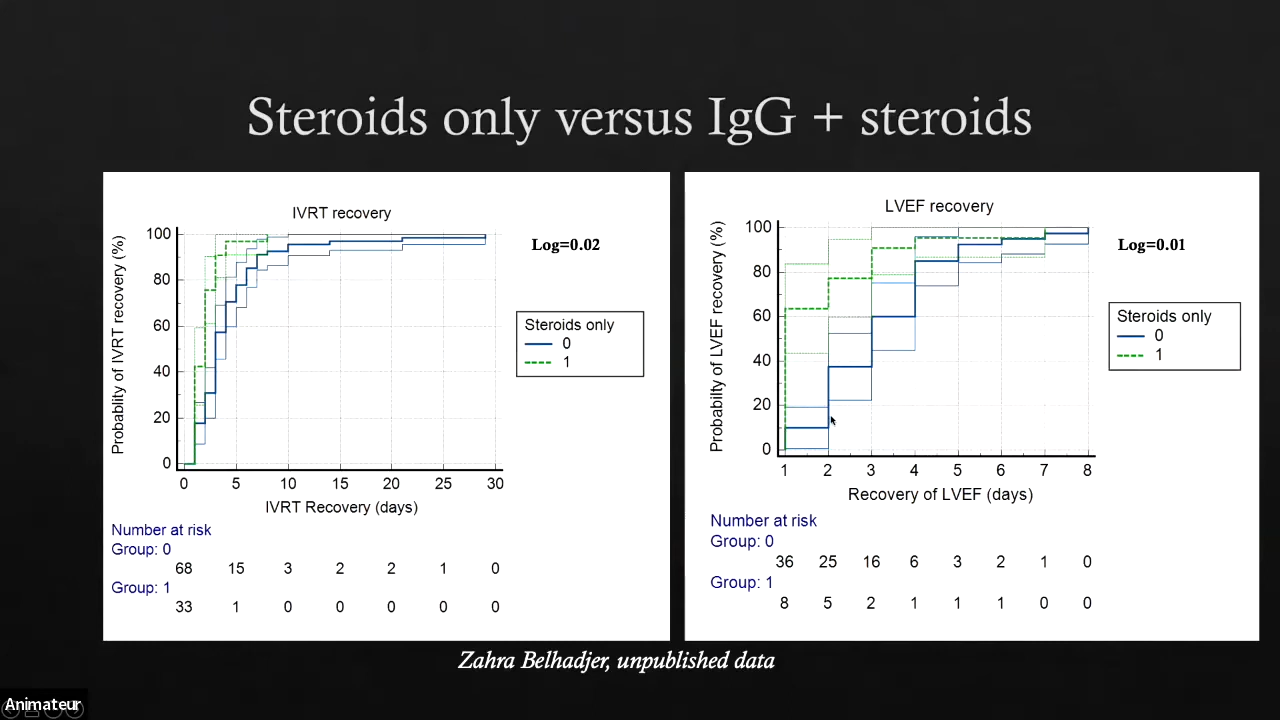 Steroids only versus IgG + steroids
IVRT recovery
Probablity of IVRT recovery (%)
100
80
60
40
20
0
0 5 10 15 20 25 30
IVRT Recovery (days)
Log=0.02
Steroids only
0
1
Number at risk
Group: 0
68 15 3 2 2 1 0
Group: 1
33 1 0 0 0 0 0
LVEF recovery
Probabilty of LVEF recovery (%)
100
80
60
40
20
0
1 2 3 4 5 6 7 8
Recovery of LVEF (days)
Log=0.01
Steroids only
0
1
Number at risk
Group: 0
36 25 16 6 3 2 1 0
Group: 1
8 5 2 1 1 1 0 0
Zahra Belhadjer, unpublished data
Animateur